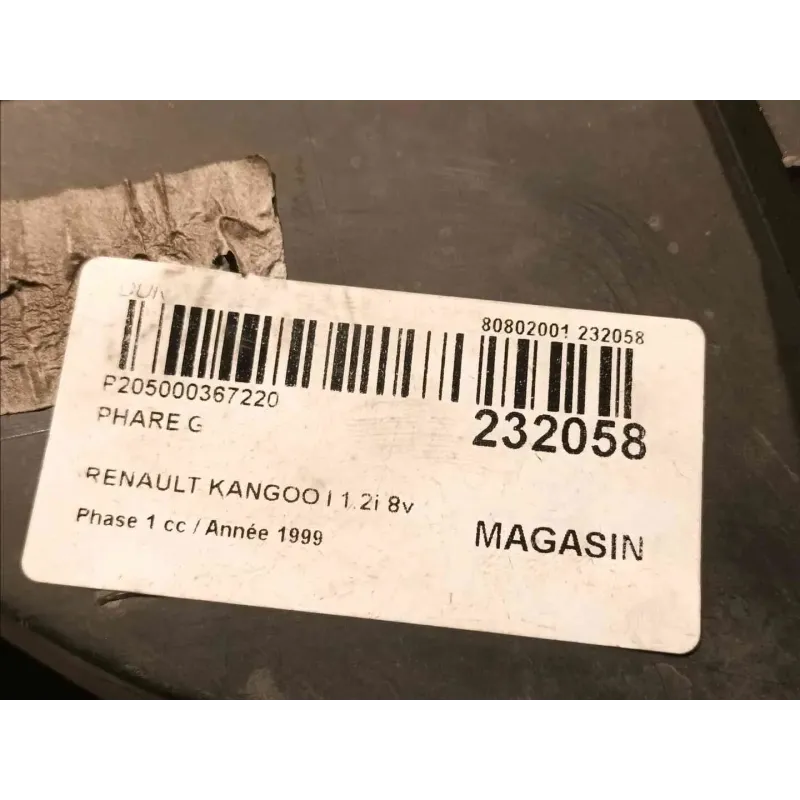 80802001 232058
P205000367220
232058
PHARE G
RENAULT KANGOO I 1.2i 8v
Phase 1 cc / Année 1999
MAGASIN